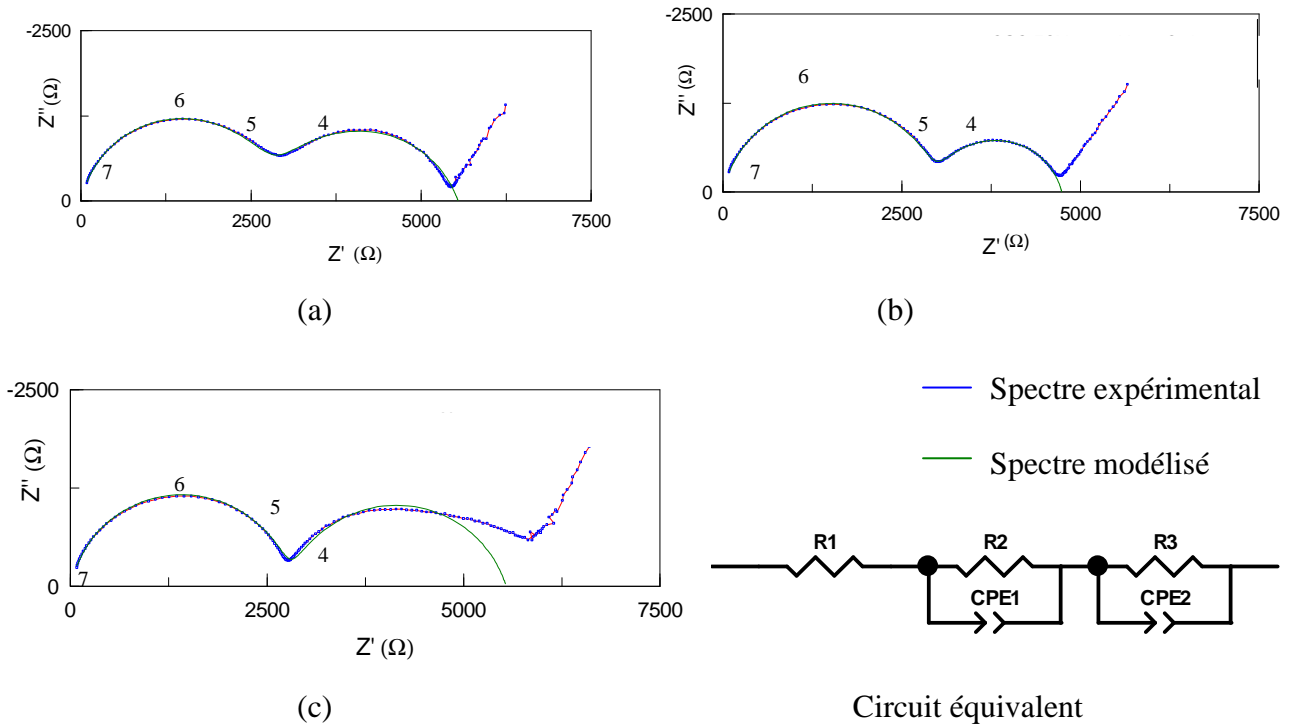 -2500
Z'' (Ω)
0
6
5
4
7
0
2500
5000
7500
Z' (Ω)
(a)
-2500
Z'' (Ω)
0
6
5
4
7
0
2500
5000
7500
Z' (Ω)
(b)
-2500
Z'' (Ω)
0
6
5
4
7
0
2500
5000
7500
Z' (Ω)
(c)
Spectre expérimental
Spectre modélisé
R1
R2
R3
CPE1
CPE2
Circuit équivalent